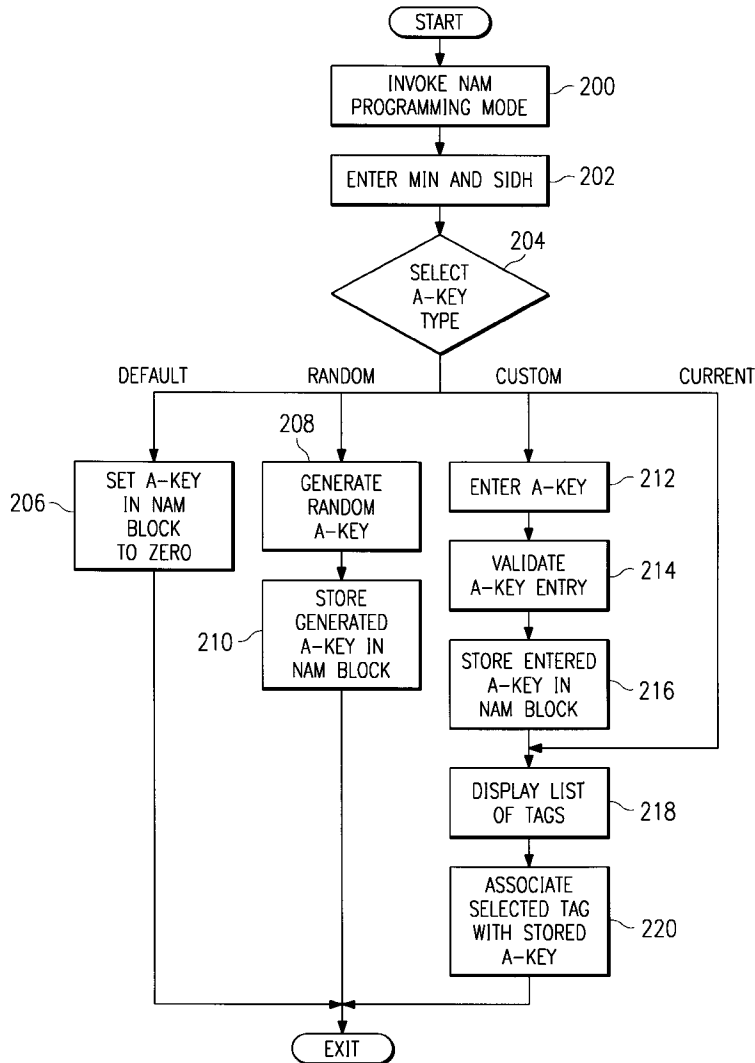 START
INVOKE NAM
PROGRAMMING MODE
200
ENTER MIN AND SIDH
202
204
SELECT
A-KEY
TYPE
DEFAULT
RANDOM
CUSTOM
CURRENT
206
SET A-KEY
IN NAM
BLOCK
TO ZERO
208
GENERATE
RANDOM
A-KEY
210
STORE
GENERATED
A-KEY IN
NAM BLOCK
ENTER A-KEY
212
VALIDATE
A-KEY ENTRY
214
STORE ENTERED
A-KEY IN
NAM BLOCK
216
DISPLAY LIST
OF TAGS
218
ASSOCIATE
SELECTED TAG
WITH STORED
A-KEY
220
EXIT